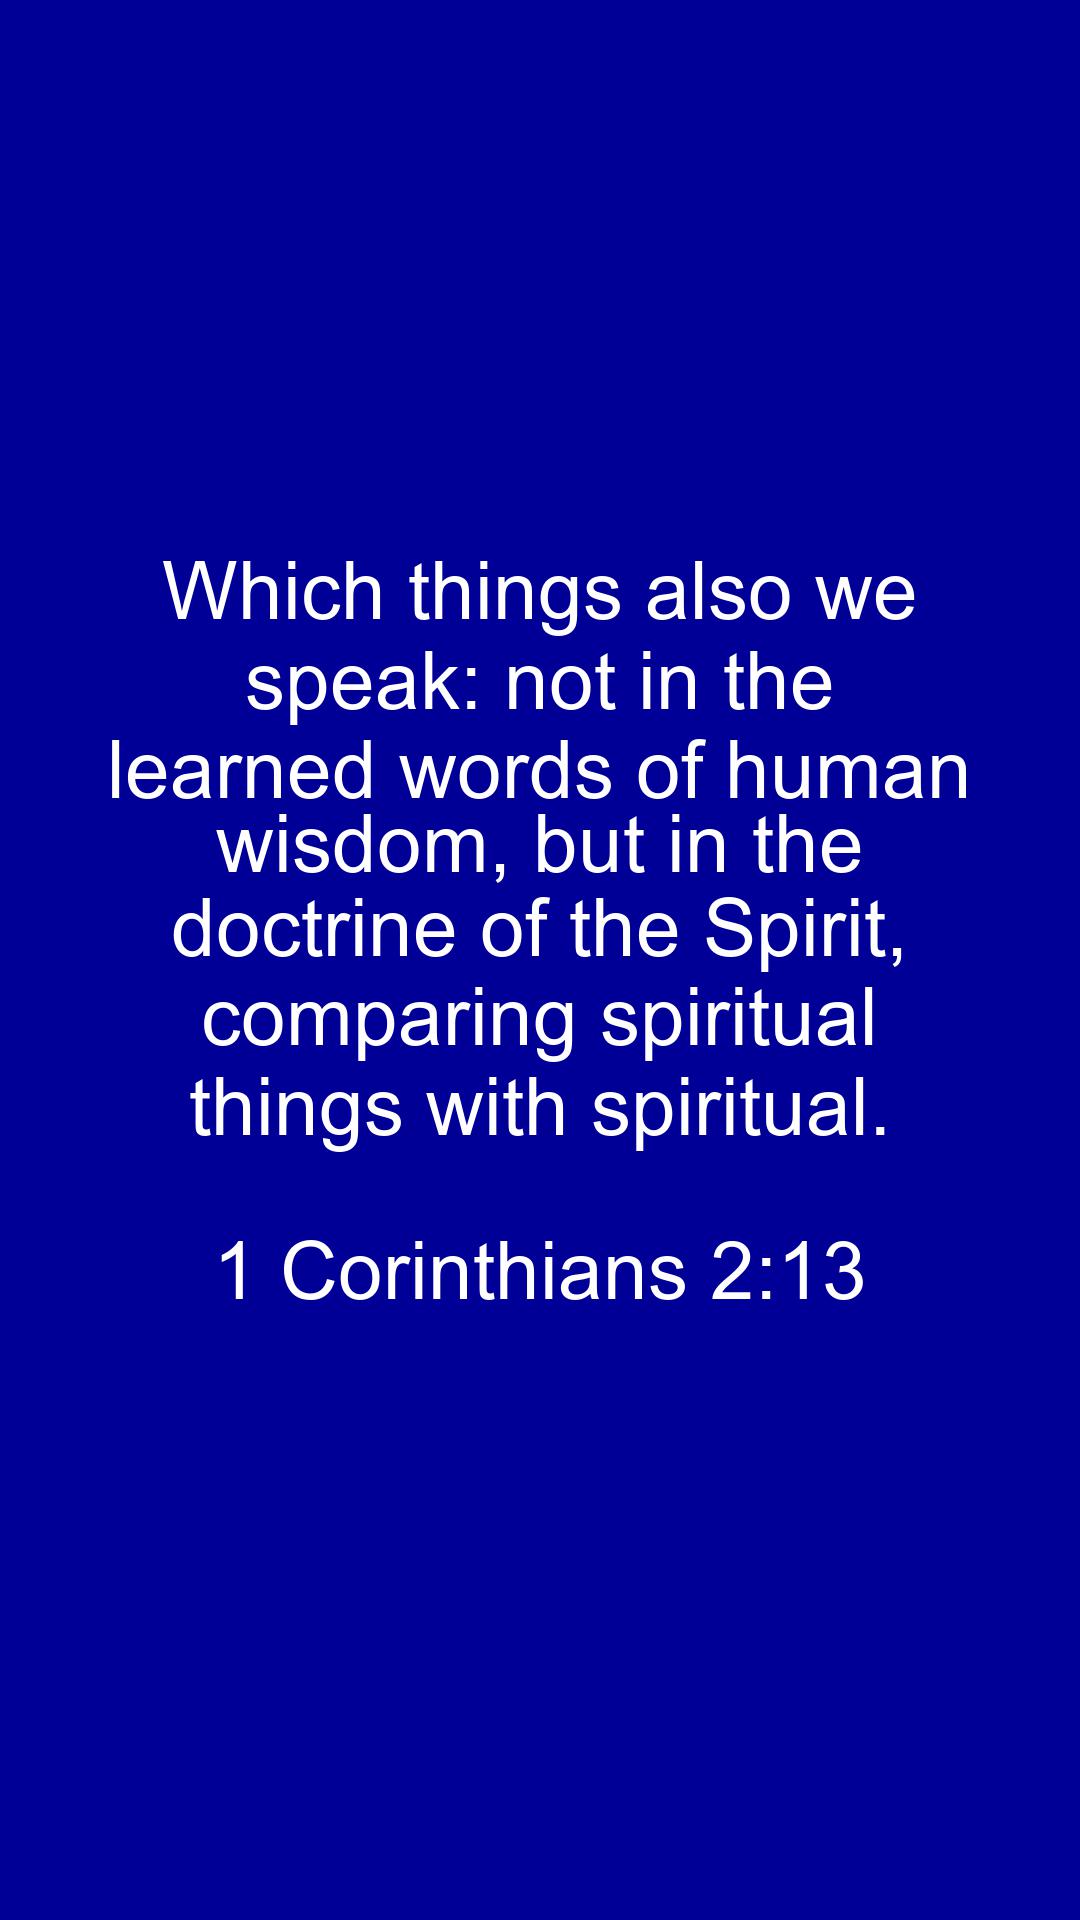 Which things also we
speak: not in the
learned words of human
wisdom, but in the
doctrine of the Spirit,
comparing spiritual
things with spiritual.
1 Corinthians 2:13